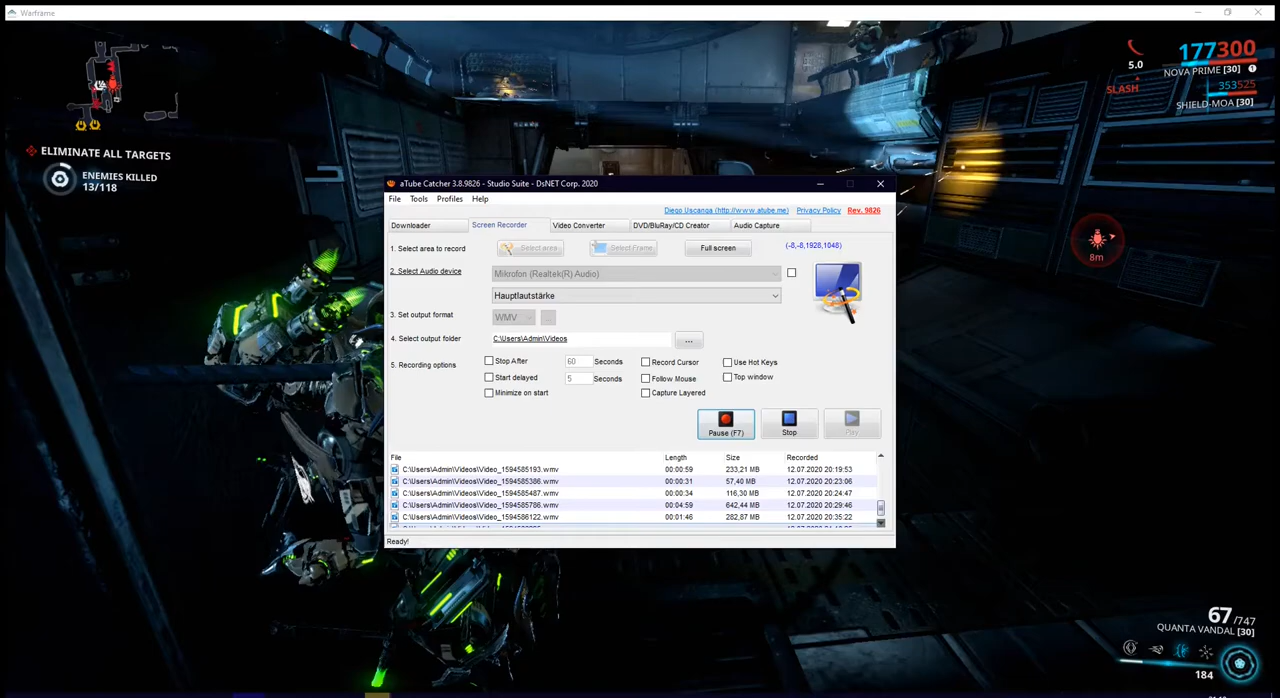 Warframe
177300
5.0
NOVA PRIME [30]
SLASH
353525
SHIELD-MOA [30]
ELIMINATE ALL TARGETS
ENEMIES KILLED
13/118
8m
aTube Catcher 3.8.9826 - Studio Suite - DsNET Corp. 2020
File Tools Profiles Help
Diego Uscanga (http://www.atube.me) Privacy Policy Rev. 9826
Downloader Screen Recorder Video Converter DVD/BluRay/CD Creator Audio Capture
1. Select area to record Select area Select Frame Full screen (-8,-8,1928,1048)
2. Select Audio device Mikrofon (Realtek(R) Audio)
Hauptlautstärke
3. Set output format WMV ...
4. Select output folder C:\Users\Admin\Videos ...
5. Recording options Stop After 60 Seconds Record Cursor Use Hot Keys
Start delayed 5 Seconds Follow Mouse Top window
Minimize on start Capture Layered
Pause (F7) Stop Play
File Length Size Recorded
C:\Users\Admin\Videos\Video_1594585193.wmv 00:00:59 233,21 MB 12.07.2020 20:19:53
C:\Users\Admin\Videos\Video_1594585386.wmv 00:00:31 57,40 MB 12.07.2020 20:23:06
C:\Users\Admin\Videos\Video_1594585487.wmv 00:00:34 116,30 MB 12.07.2020 20:24:47
C:\Users\Admin\Videos\Video_1594585786.wmv 00:04:59 642,44 MB 12.07.2020 20:29:46
C:\Users\Admin\Videos\Video_1594586122.wmv 00:01:46 282,87 MB 12.07.2020 20:35:22
Ready!
67/747
QUANTA VANDAL [30]
184